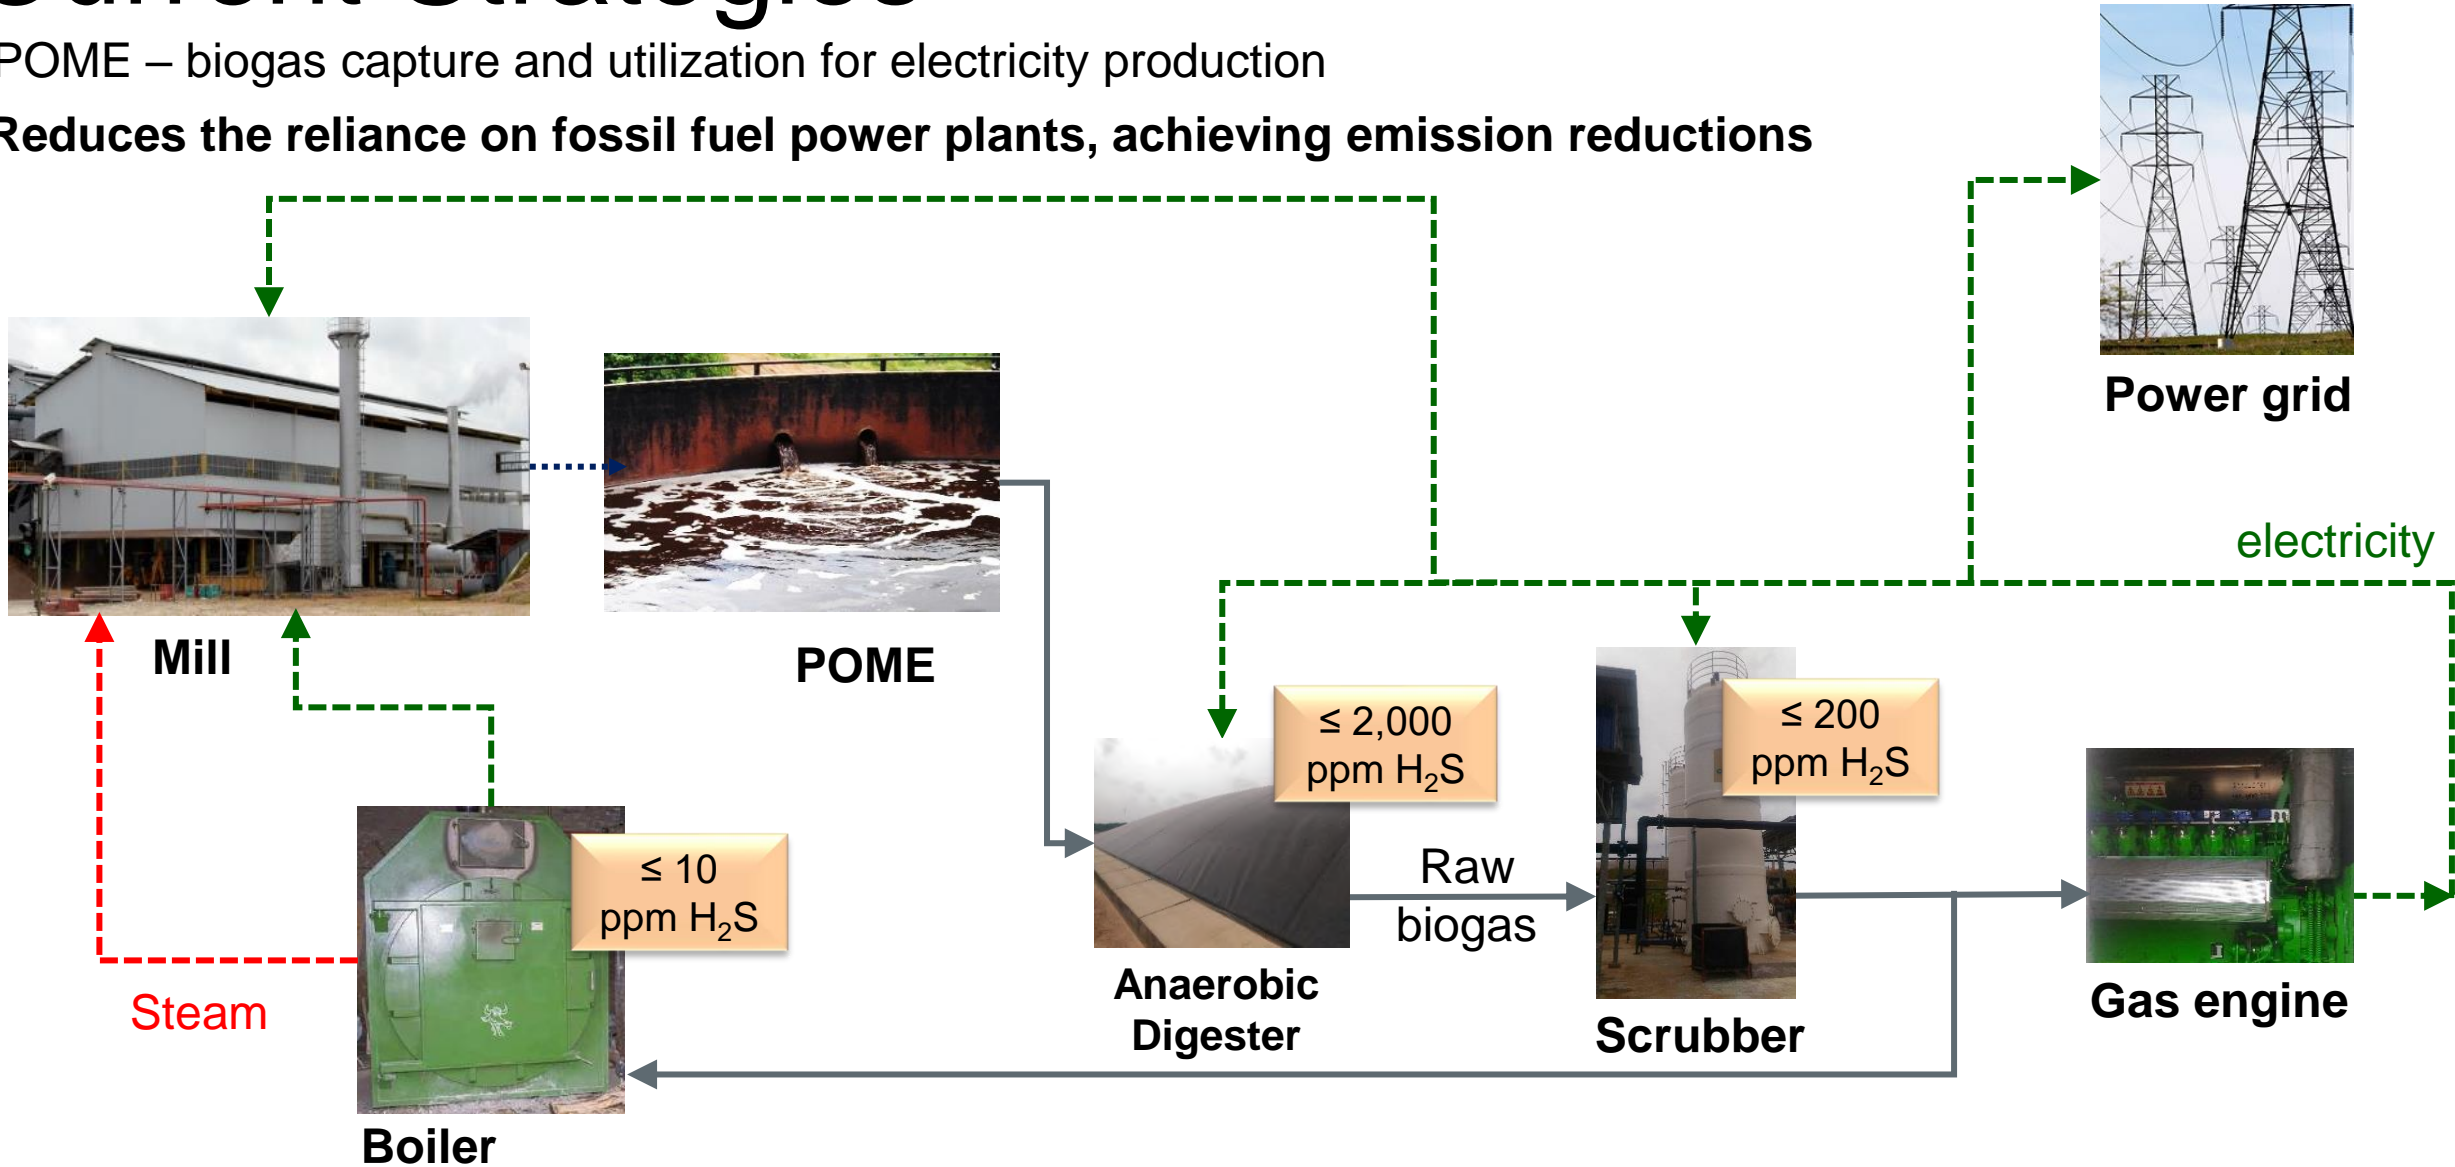 Current Strategies
POME – biogas capture and utilization for electricity production
Reduces the reliance on fossil fuel power plants, achieving emission reductions
Power grid
electricity
Mill
POME
≤ 2,000
ppm H₂S
≤ 200
ppm H₂S
≤ 10
ppm H₂S
Raw
biogas
Steam
Anaerobic
Digester
Scrubber
Gas engine
Boiler